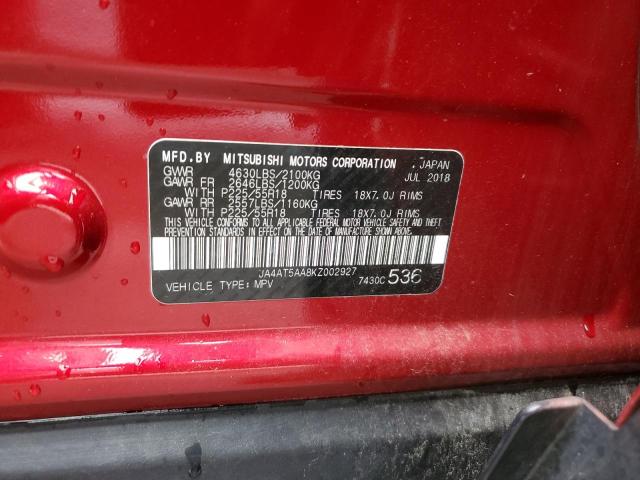 MFD.BY MITSUBISHI MOTORS CORPORATION JAPAN
GVWR 4630LBS/2100KG JUL 2018
GAWR FR 2646LBS/1200KG
WITH P225/55R18 TIRES 18X7.0J RIMS
GAWR RR 2557LBS/1160KG
WITH P225/55R18 TIRES 18X7.0J RIMS
THIS VEHICLE CONFORMS TO ALL APPLICABLE FEDERAL MOTOR VEHICLE SAFETY AND THEFT
PREVENTION STANDARDS IN EFFECT ON THE DATE OF MANUFACTURE SHOWN ABOVE.
JA4AT5AA8KZ002927
VEHICLE TYPE: MPV 7430C 536